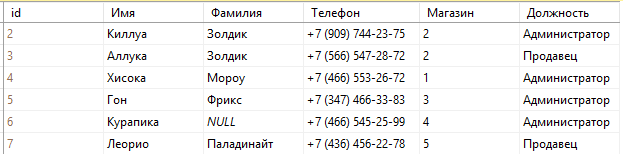 id Имя Фамилия Телефон Магазин Должность
2 Киллуа Золдик +7 (909) 744-23-75 2 Администратор
3 Аллука Золдик +7 (566) 547-28-72 2 Продавец
4 Хисока Мороу +7 (466) 553-26-72 1 Администратор
5 Гон Фрикс +7 (347) 466-33-83 3 Администратор
6 Курапика NULL +7 (466) 545-25-99 4 Администратор
7 Леорио Паладинайт +7 (436) 456-22-78 5 Продавец